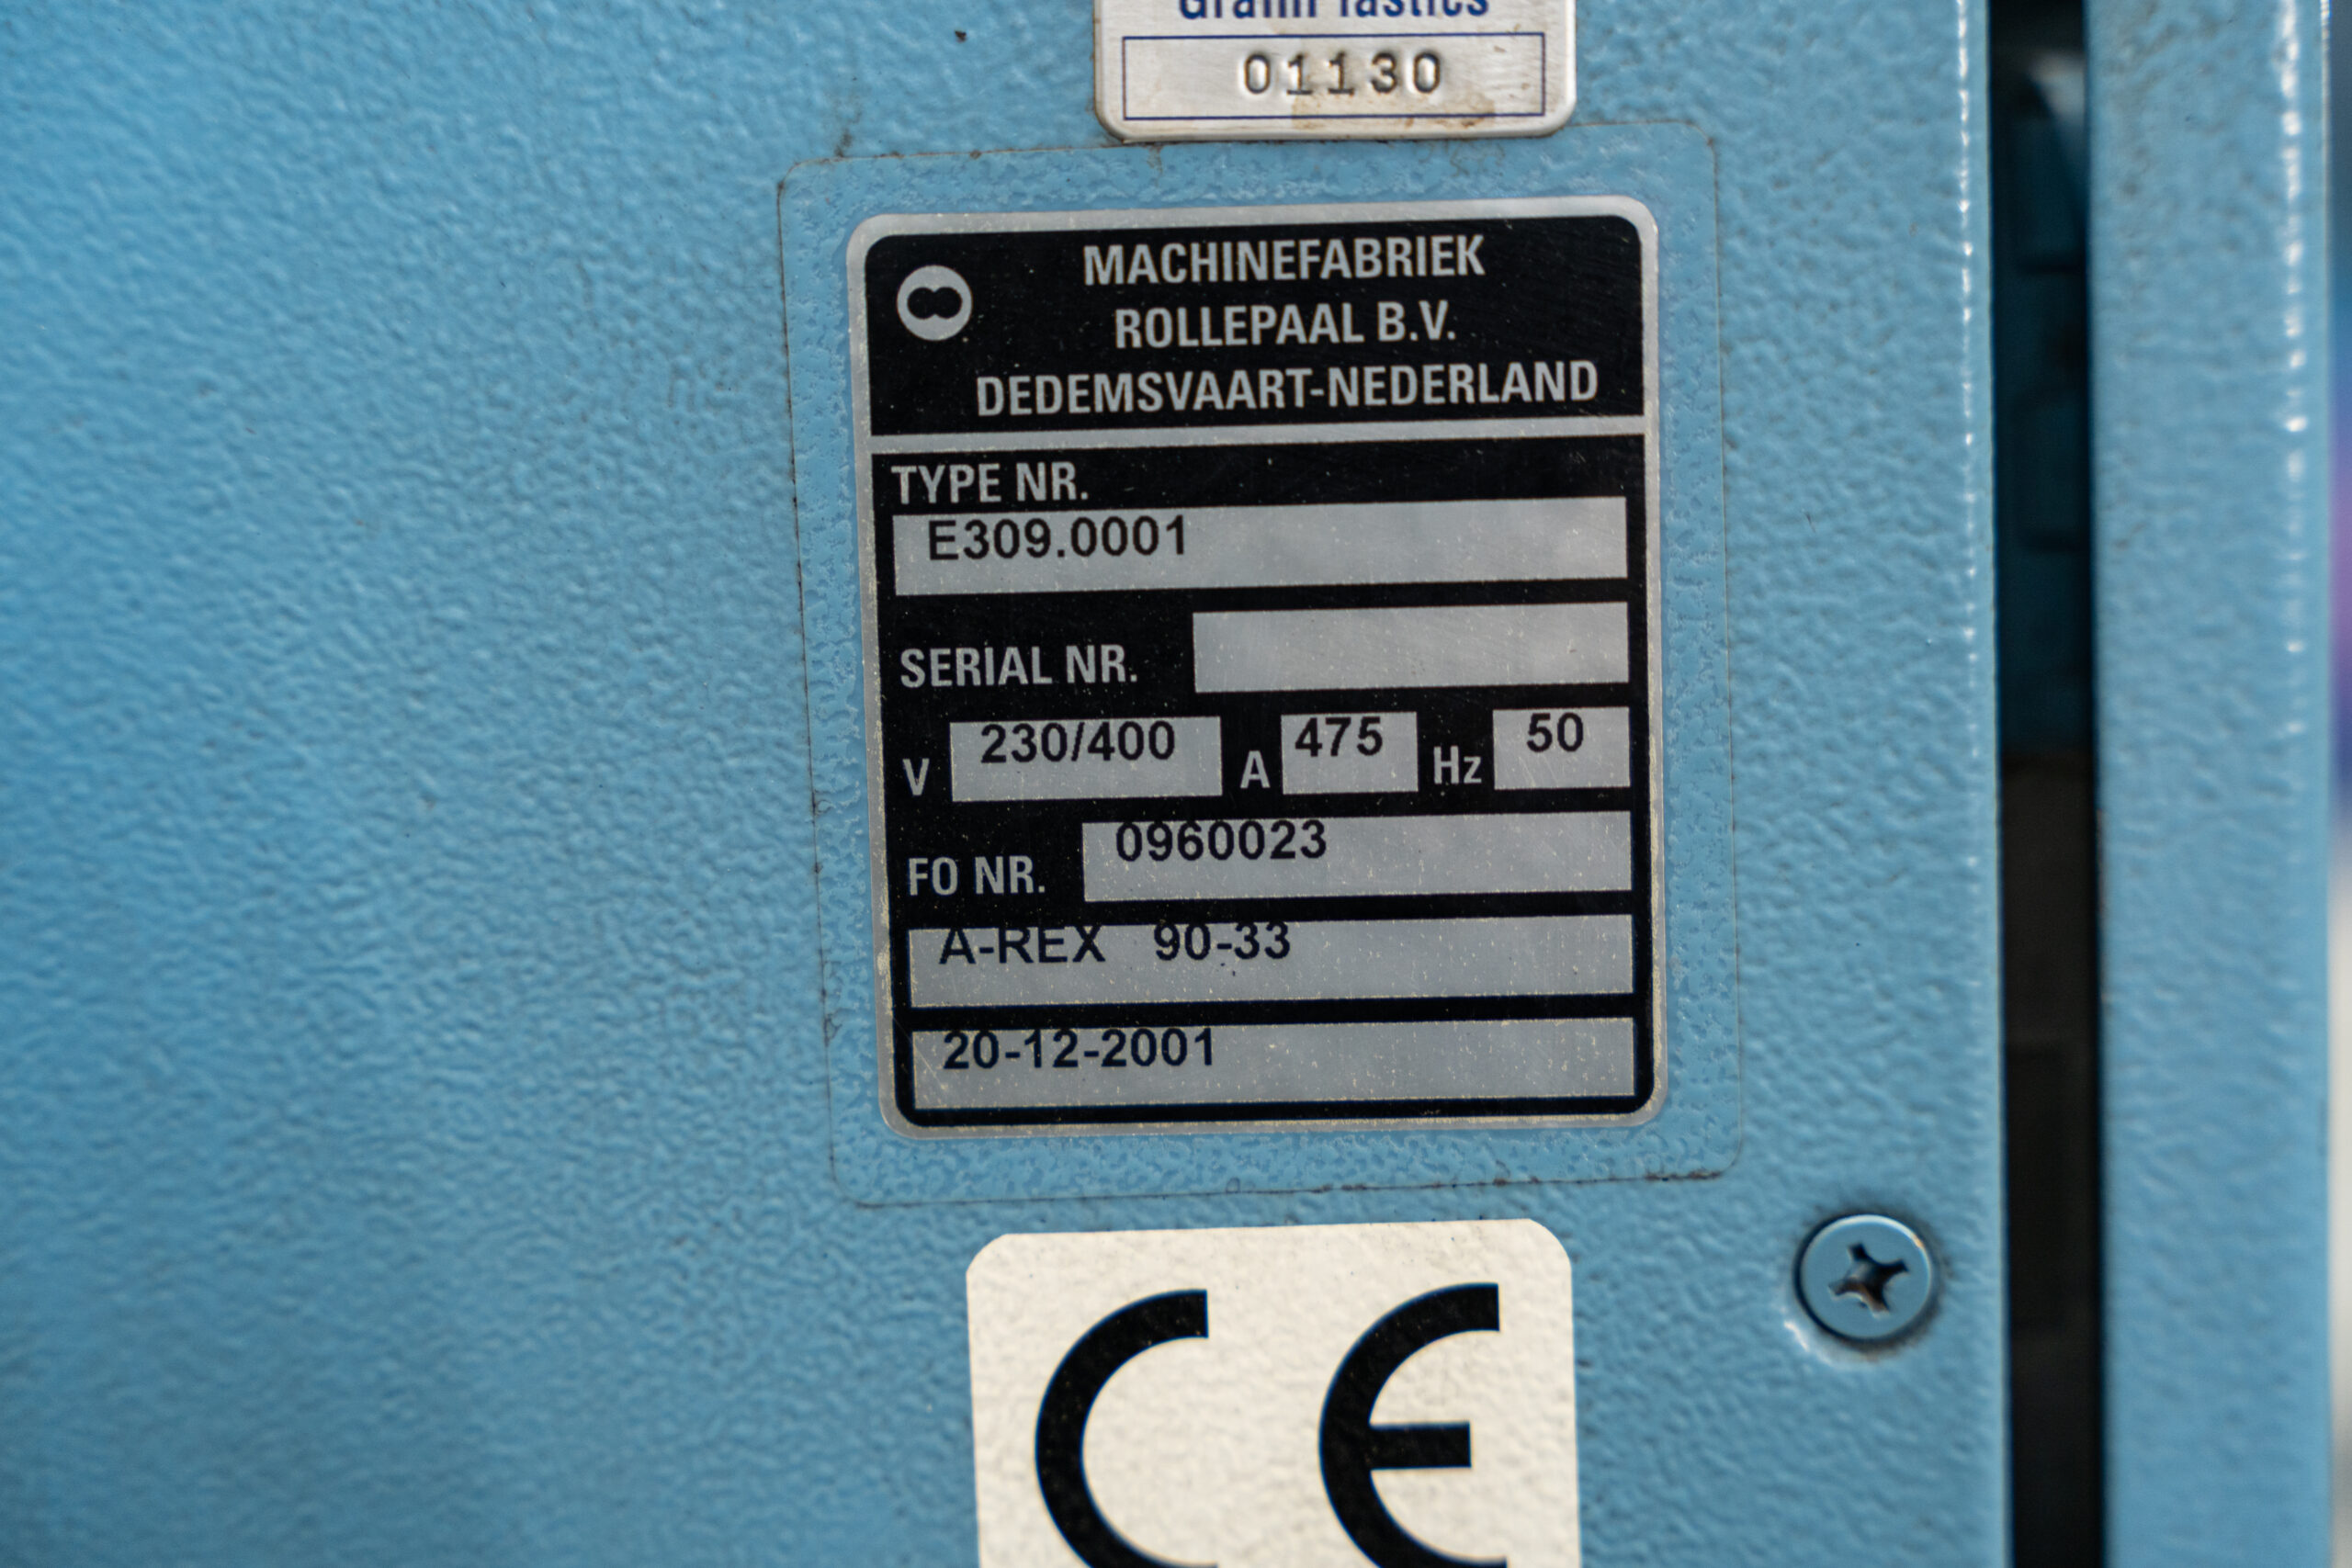 01130
MACHINEFABRIEK
ROLLEPAAL B.V.
DEDEMSVAART-NEDERLAND
TYPE NR.
E309.0001
SERIAL NR.
V 230/400 A 475 Hz 50
FO NR. 0960023
A-REX 90-33
20-12-2001
CE